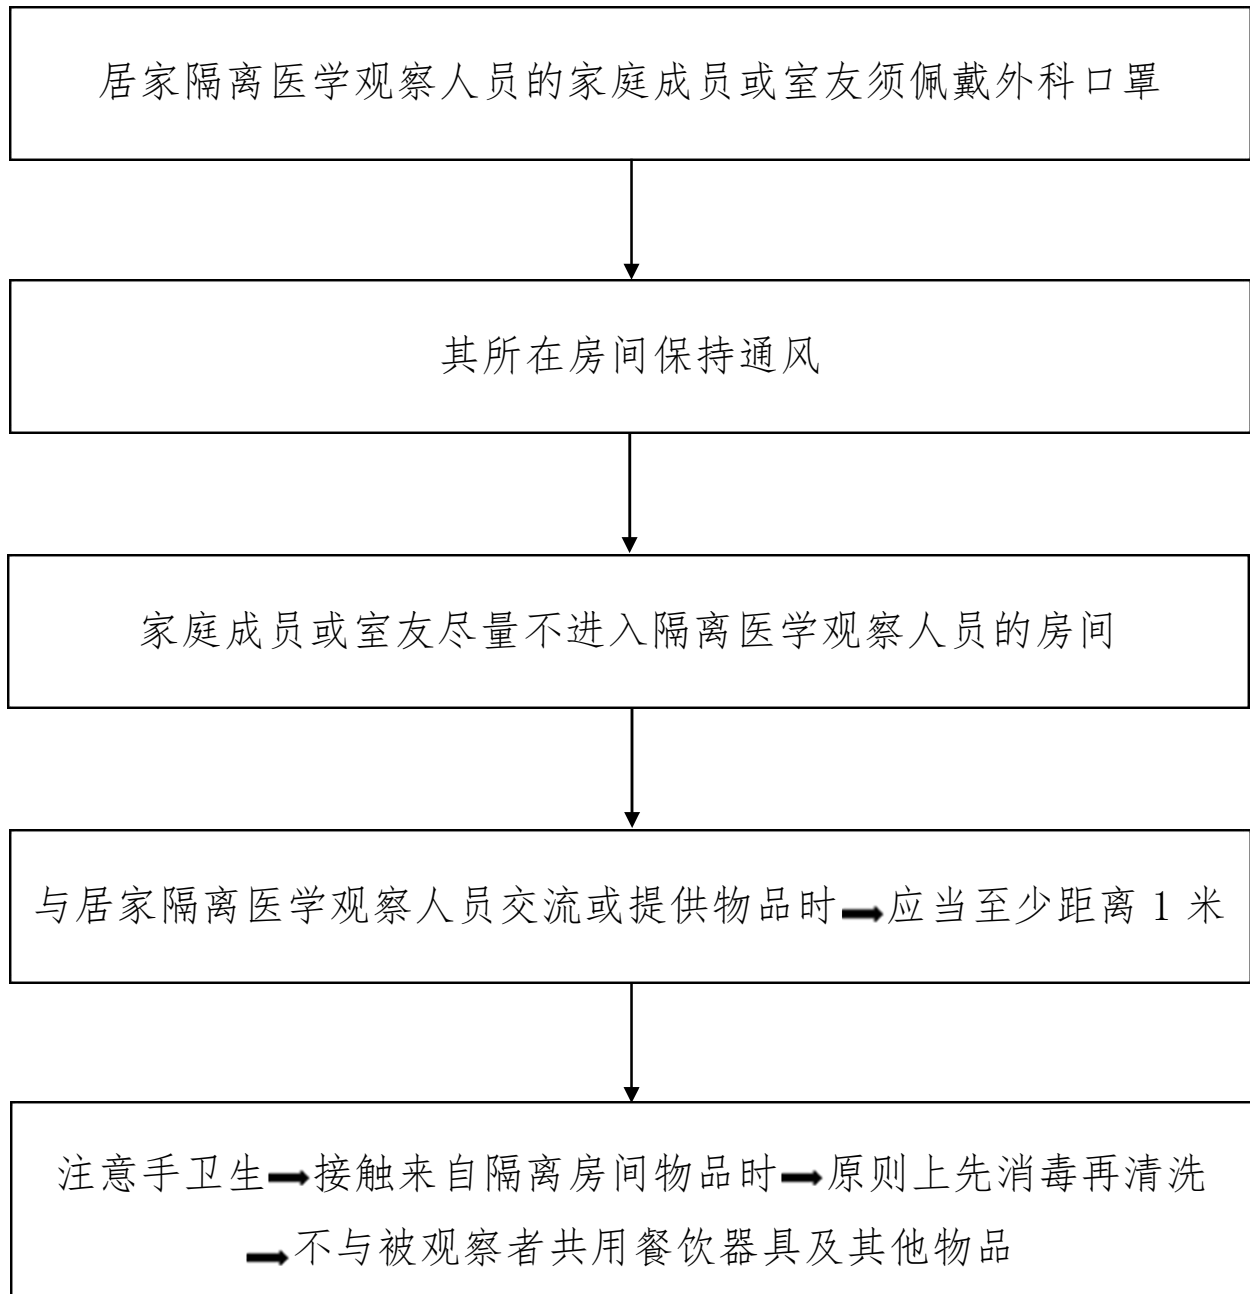 居家隔离医学观察人员的家庭成员或室友须佩戴外科口罩
其所在房间保持通风
家庭成员或室友尽量不进入隔离医学观察人员的房间
与居家隔离医学观察人员交流或提供物品时➡应当至少距离 1 米
注意手卫生➡接触来自隔离房间物品时➡原则上先消毒再清洗
➡不与被观察者共用餐饮器具及其他物品